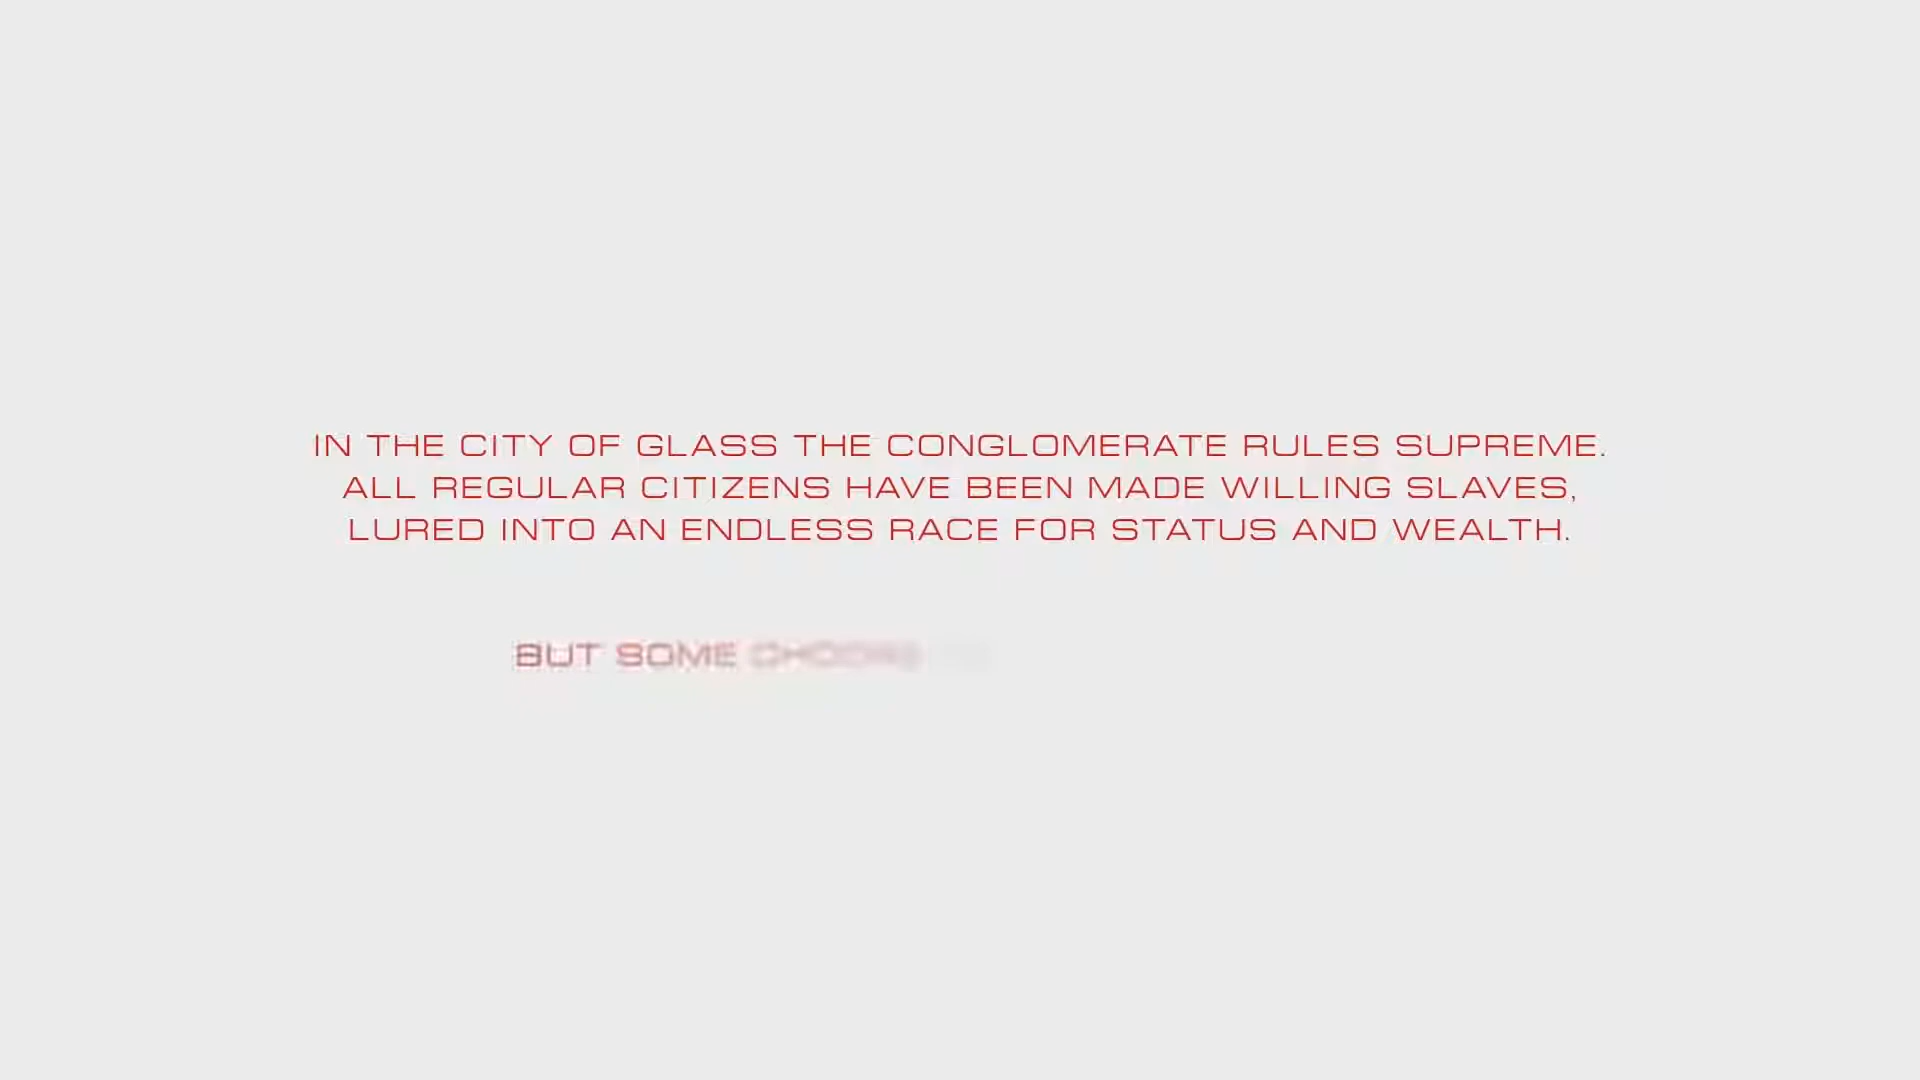 IN THE CITY OF GLASS THE CONGLOMERATE RULES SUPREME.
ALL REGULAR CITIZENS HAVE BEEN MADE WILLING SLAVES,
LURED INTO AN ENDLESS RACE FOR STATUS AND WEALTH.
BUT SOME CHOOSE